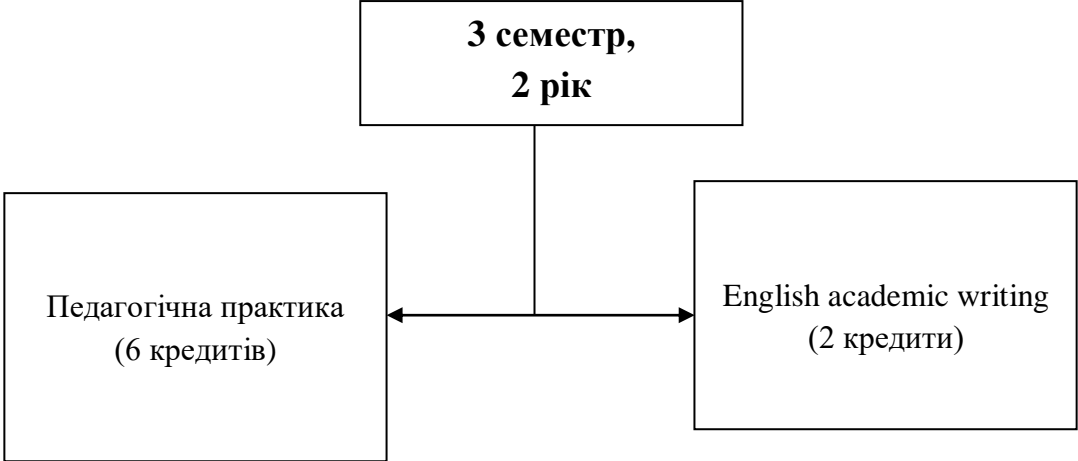 3 семестр,
2 рік
Педагогічна практика
(6 кредитів)
English academic writing
(2 кредити)